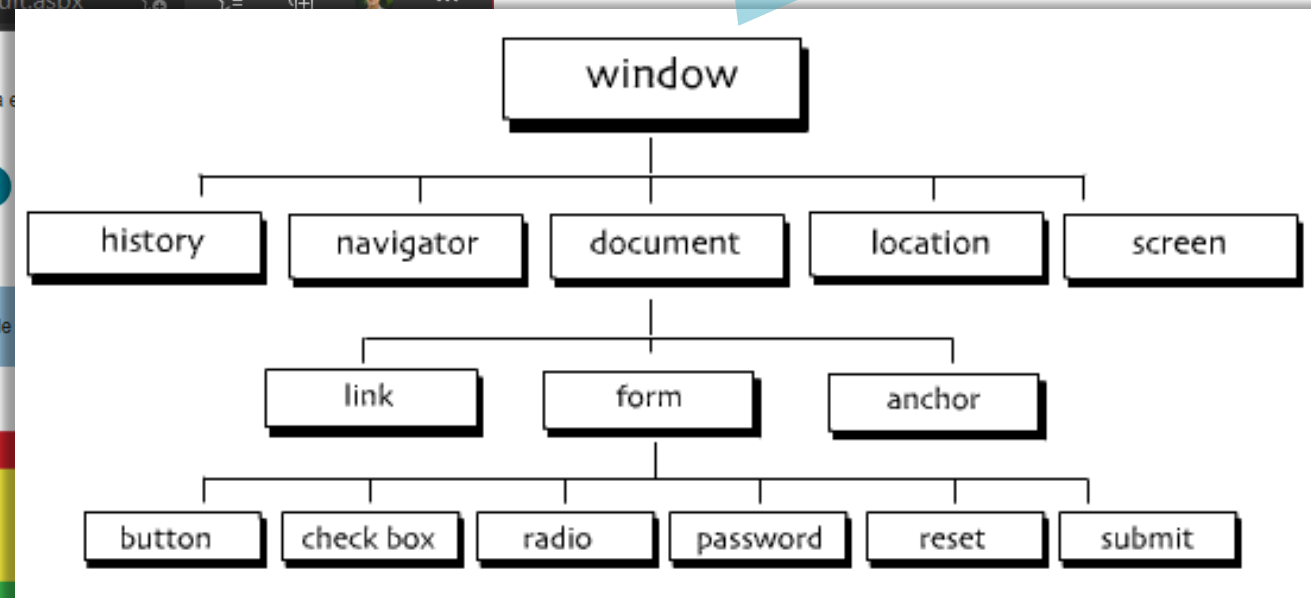 window
history navigator document location screen
link form anchor
button check box radio password reset submit